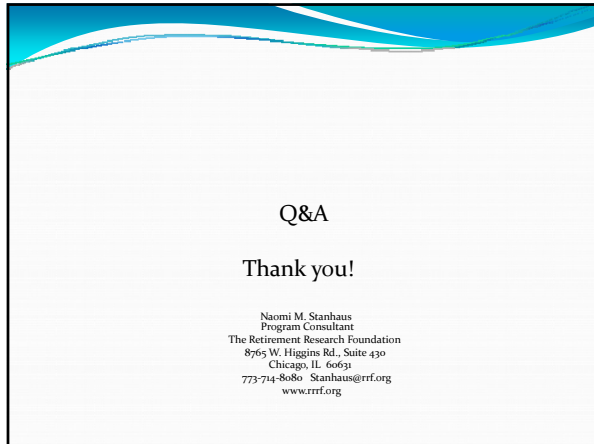 Q&A
Thank you!
Naomi M. Stanhaus
Program Consultant
The Retirement Research Foundation
8765 W. Higgins Rd., Suite 430
Chicago, IL 60631
773-714-8080 Stanhaus@rrf.org
www.rrrf.org